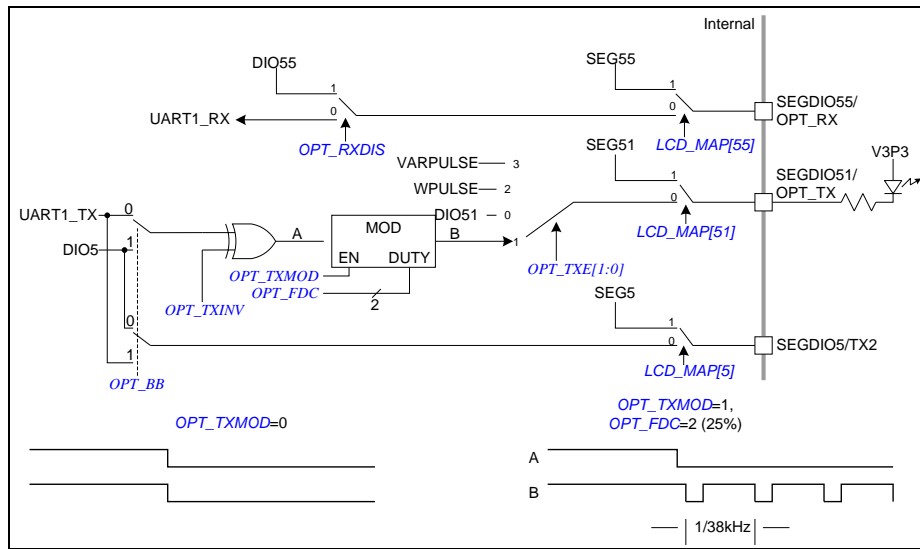 Internal
DIO55
1
0
UART1_RX
OPT_RXDIS
SEG55
1
0
LCD_MAP[55]
SEGDIO55/
OPT_RX
VARPULSE
3
WPULSE
2
DIO51
0
1
OPT_TXE[1:0]
SEG51
1
0
LCD_MAP[51]
SEGDIO51/
OPT_TX
V3P3
UART1_TX
0
DIO5
1
A
MOD
EN DUTY
B
OPT_TXMOD
OPT_FDC
2
OPT_TXINV
0
1
OPT_BB
SEG5
1
0
LCD_MAP[5]
SEGDIO5/TX2
OPT_TXMOD=0
OPT_TXMOD=1,
OPT_FDC=2 (25%)
A
B
1/38kHz